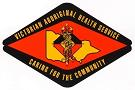 VICTORIAN ABORIGINAL HEALTH SERVICE
CARING FOR THE COMMUNITY